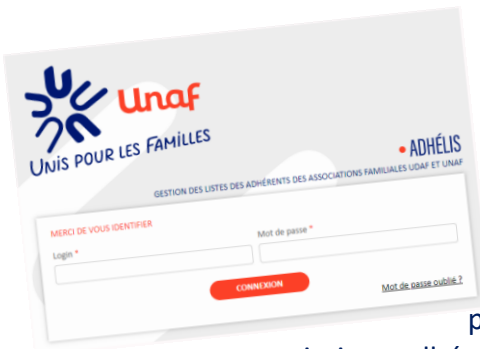 Unaf
UNIS POUR LES FAMILLES
• ADHÉLIS
GESTION DES LISTES DES ADHÉRENTS DES ASSOCIATIONS FAMILIALES UDAF ET UNAF
MERCI DE VOUS IDENTIFIER
Login *
Mot de passe *
CONNEXION
Mot de passe oublié ?
p